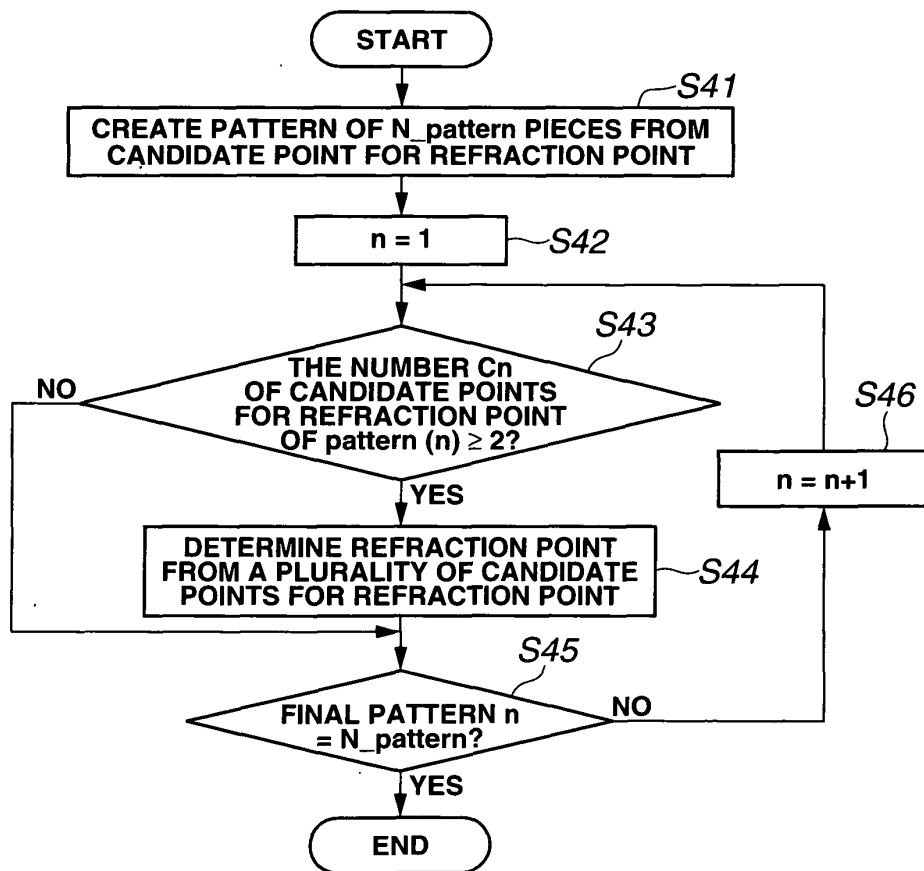 START
S41
CREATE PATTERN OF N_pattern PIECES FROM
CANDIDATE POINT FOR REFRACTION POINT
n = 1
S42
S43
THE NUMBER Cn
OF CANDIDATE POINTS
FOR REFRACTION POINT
OF pattern (n) ≥ 2?
NO
YES
S46
n = n+1
DETERMINE REFRACTION POINT
FROM A PLURALITY OF CANDIDATE
POINTS FOR REFRACTION POINT
S44
S45
FINAL PATTERN n
= N_pattern?
NO
YES
END